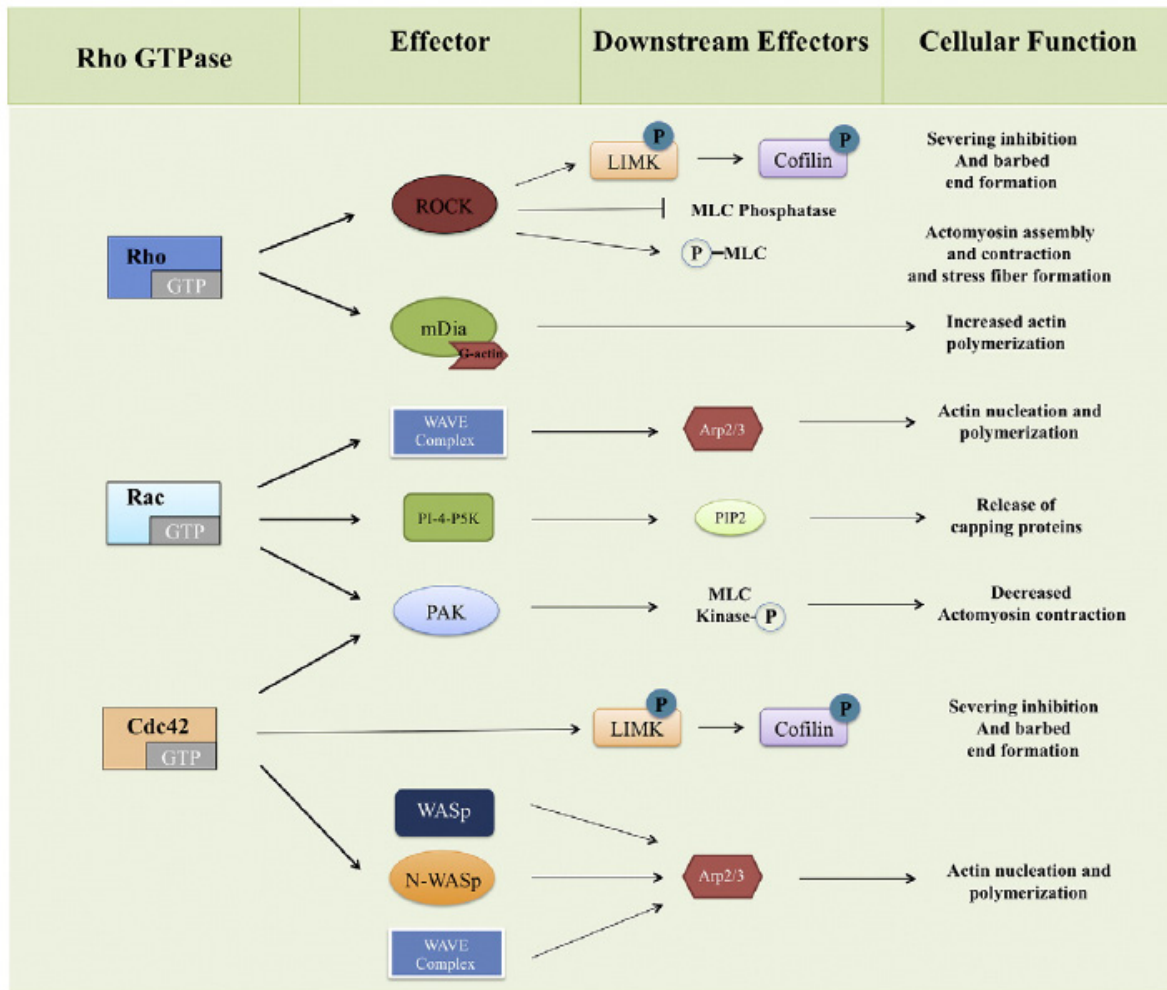 Rho GTPase
Effector
Downstream Effectors
Cellular Function
P
P
LIMK
Cofilin
Severing inhibition
And barbed
end formation
ROCK
MLC Phosphatase
Rho
GTP
P-MLC
Actomyosin assembly
and contraction
and stress fiber formation
mDia
G-actin
Increased actin
polymerization
WAVE
Complex
Arp2/3
Actin nucleation and
polymerization
Rac
GTP
PI-4-P5K
PIP2
Release of
capping proteins
PAK
MLC
Kinase-P
Decreased
Actomyosin contraction
Cdc42
GTP
P
P
LIMK
Cofilin
Severing inhibition
And barbed
end formation
WASp
N-WASp
Arp2/3
Actin nucleation and
polymerization
WAVE
Complex